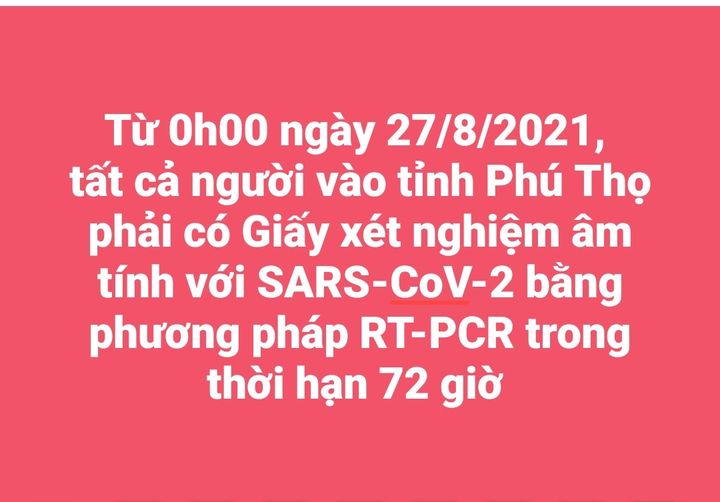 Từ 0h00 ngày 27/8/2021,
tất cả người vào tỉnh Phú Thọ
phải có Giấy xét nghiệm âm
tính với SARS-CoV-2 bằng
phương pháp RT-PCR trong
thời hạn 72 giờ